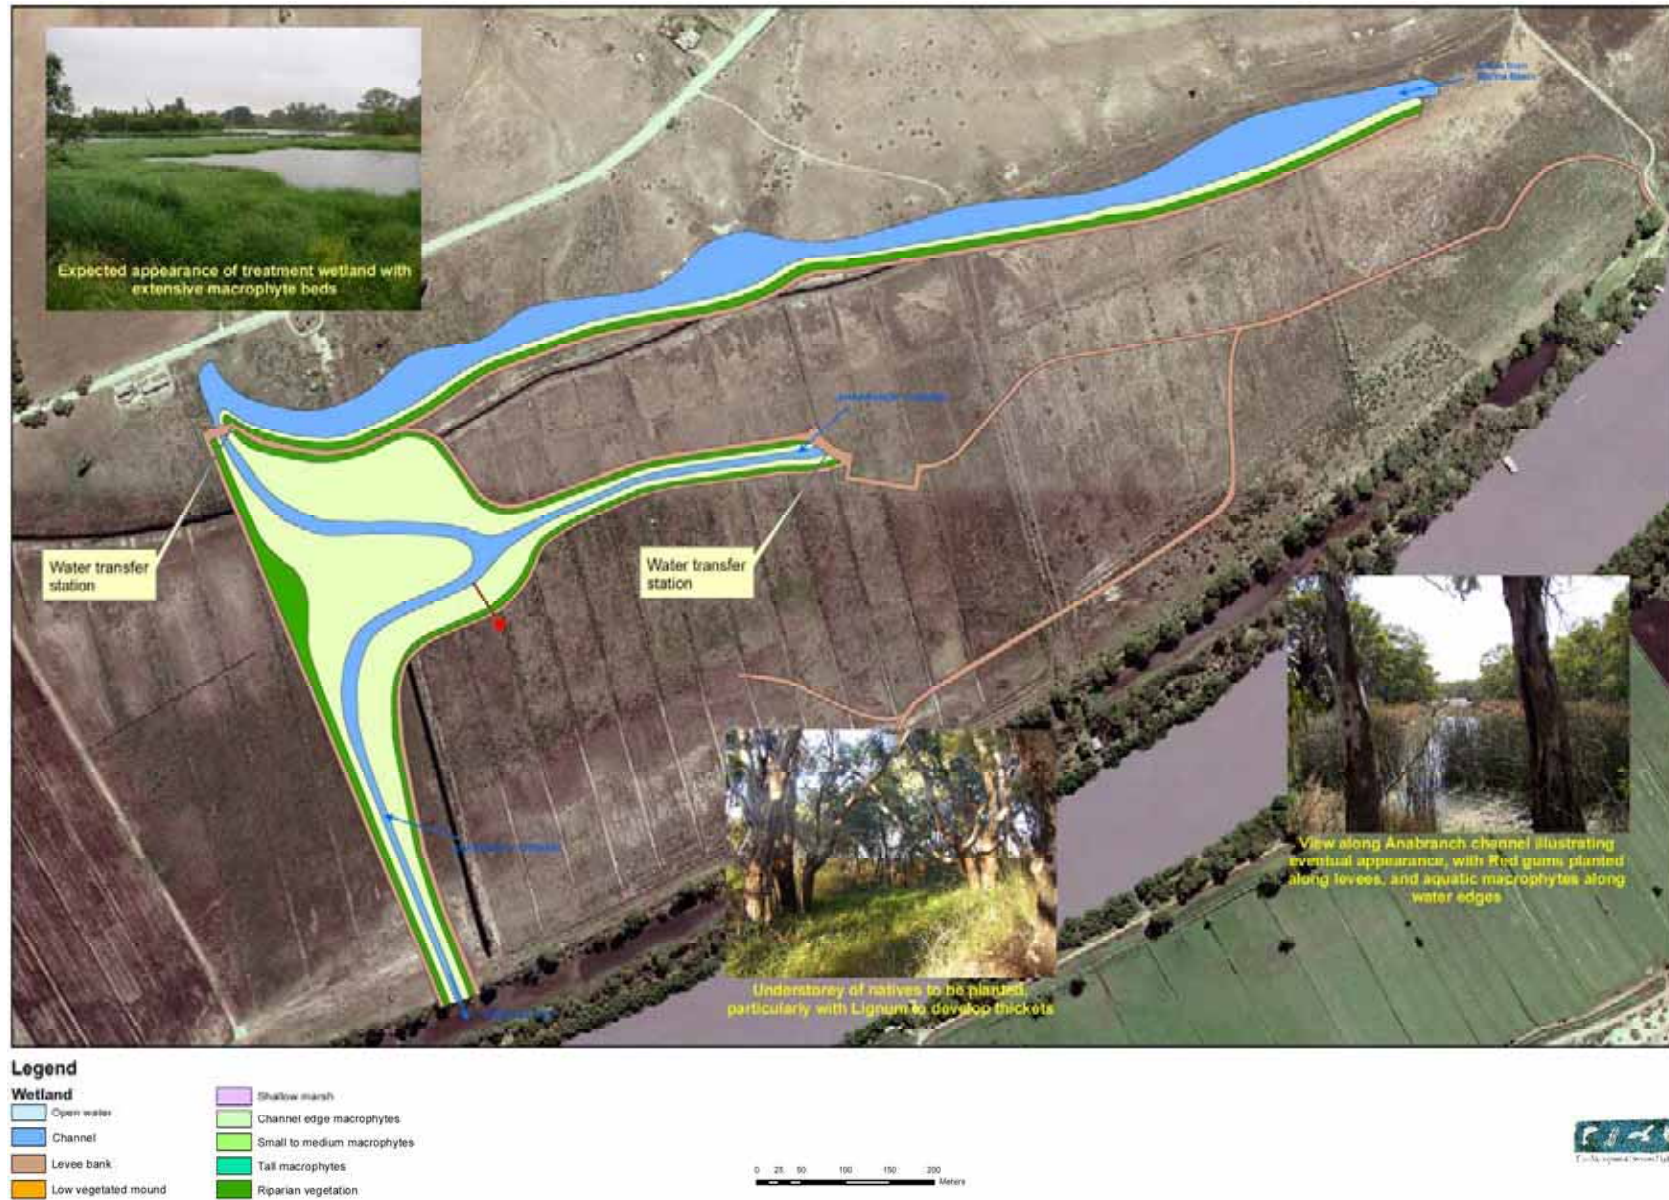 Expected appearance of treatment wetland with
extensive macrophyte beds
Water transfer
station
Water transfer
station
View along Anabranch channel illustrating
eventual appearance, with Red gums planted
along levees, and aquatic macrophytes along
water edges
Understorey of natives to be planted,
particularly with Lignum to develop thickets
Legend
Wetland
Open water
Channel
Levee bank
Low vegetated mound
Shallow marsh
Channel edge macrophytes
Small to medium macrophytes
Tall macrophytes
Riparian vegetation
0 25 50 100 150 200
Meters